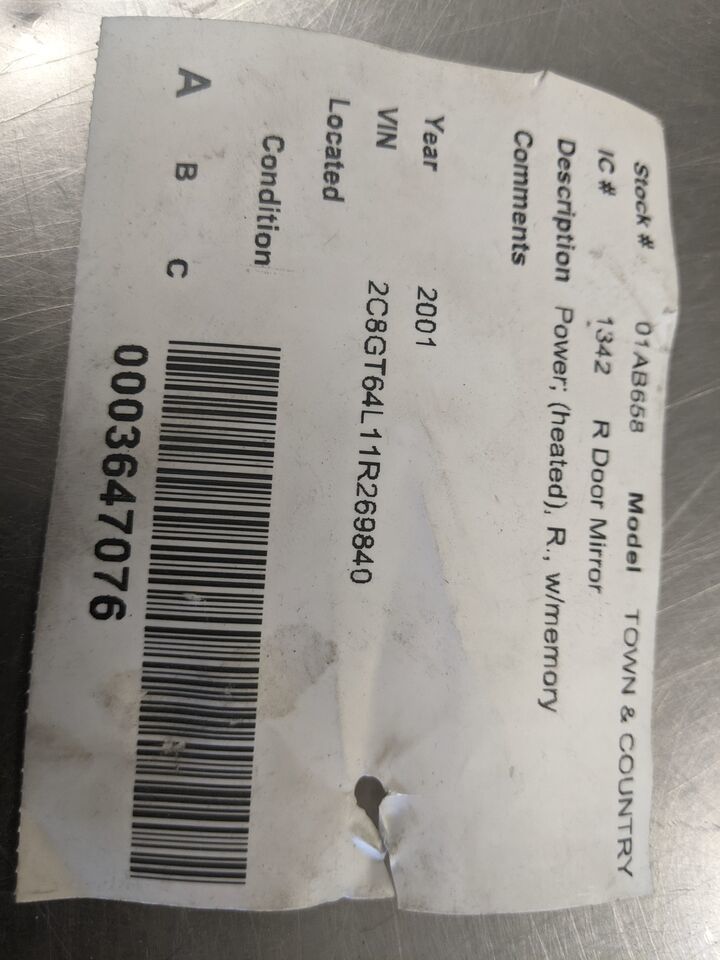 Stock # 01AB658 Model TOWN & COUNTRY
IC # 1342 R Door Mirror
Description Power; (heated), R., w/memory
Comments
Year 2001
VIN 2C8GT64L11R269840
Located
Condition
A B C
0003647076